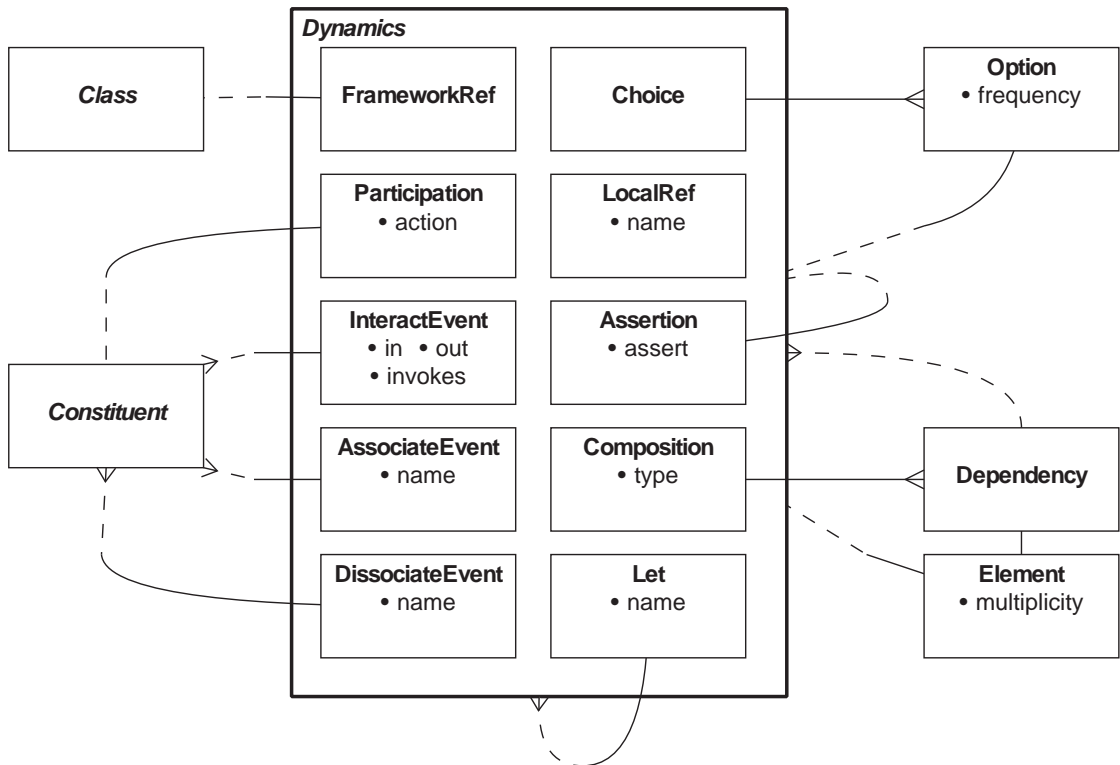 Dynamics
Class
FrameworkRef
Choice
Option
• frequency
Participation
• action
LocalRef
• name
InteractEvent
• in • out
• invokes
Assertion
• assert
Constituent
AssociateEvent
• name
Composition
• type
Dependency
DissociateEvent
• name
Let
• name
Element
• multiplicity